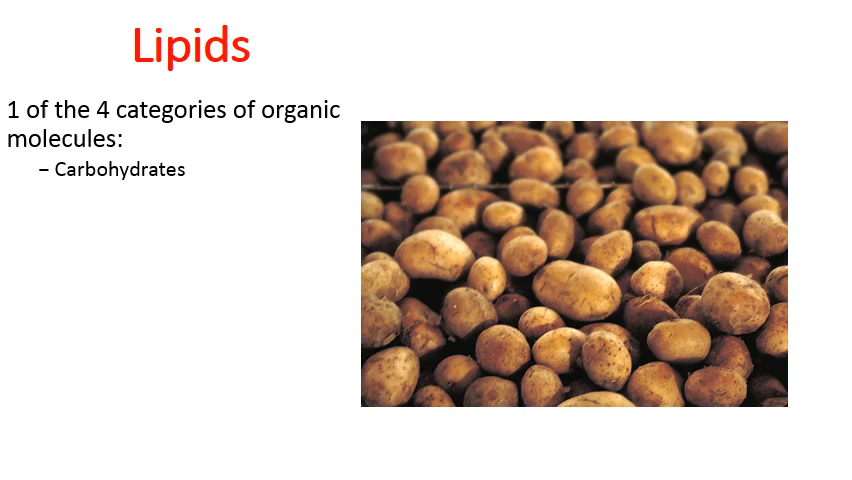 Lipids
1 of the 4 categories of organic
molecules:
– Carbohydrates